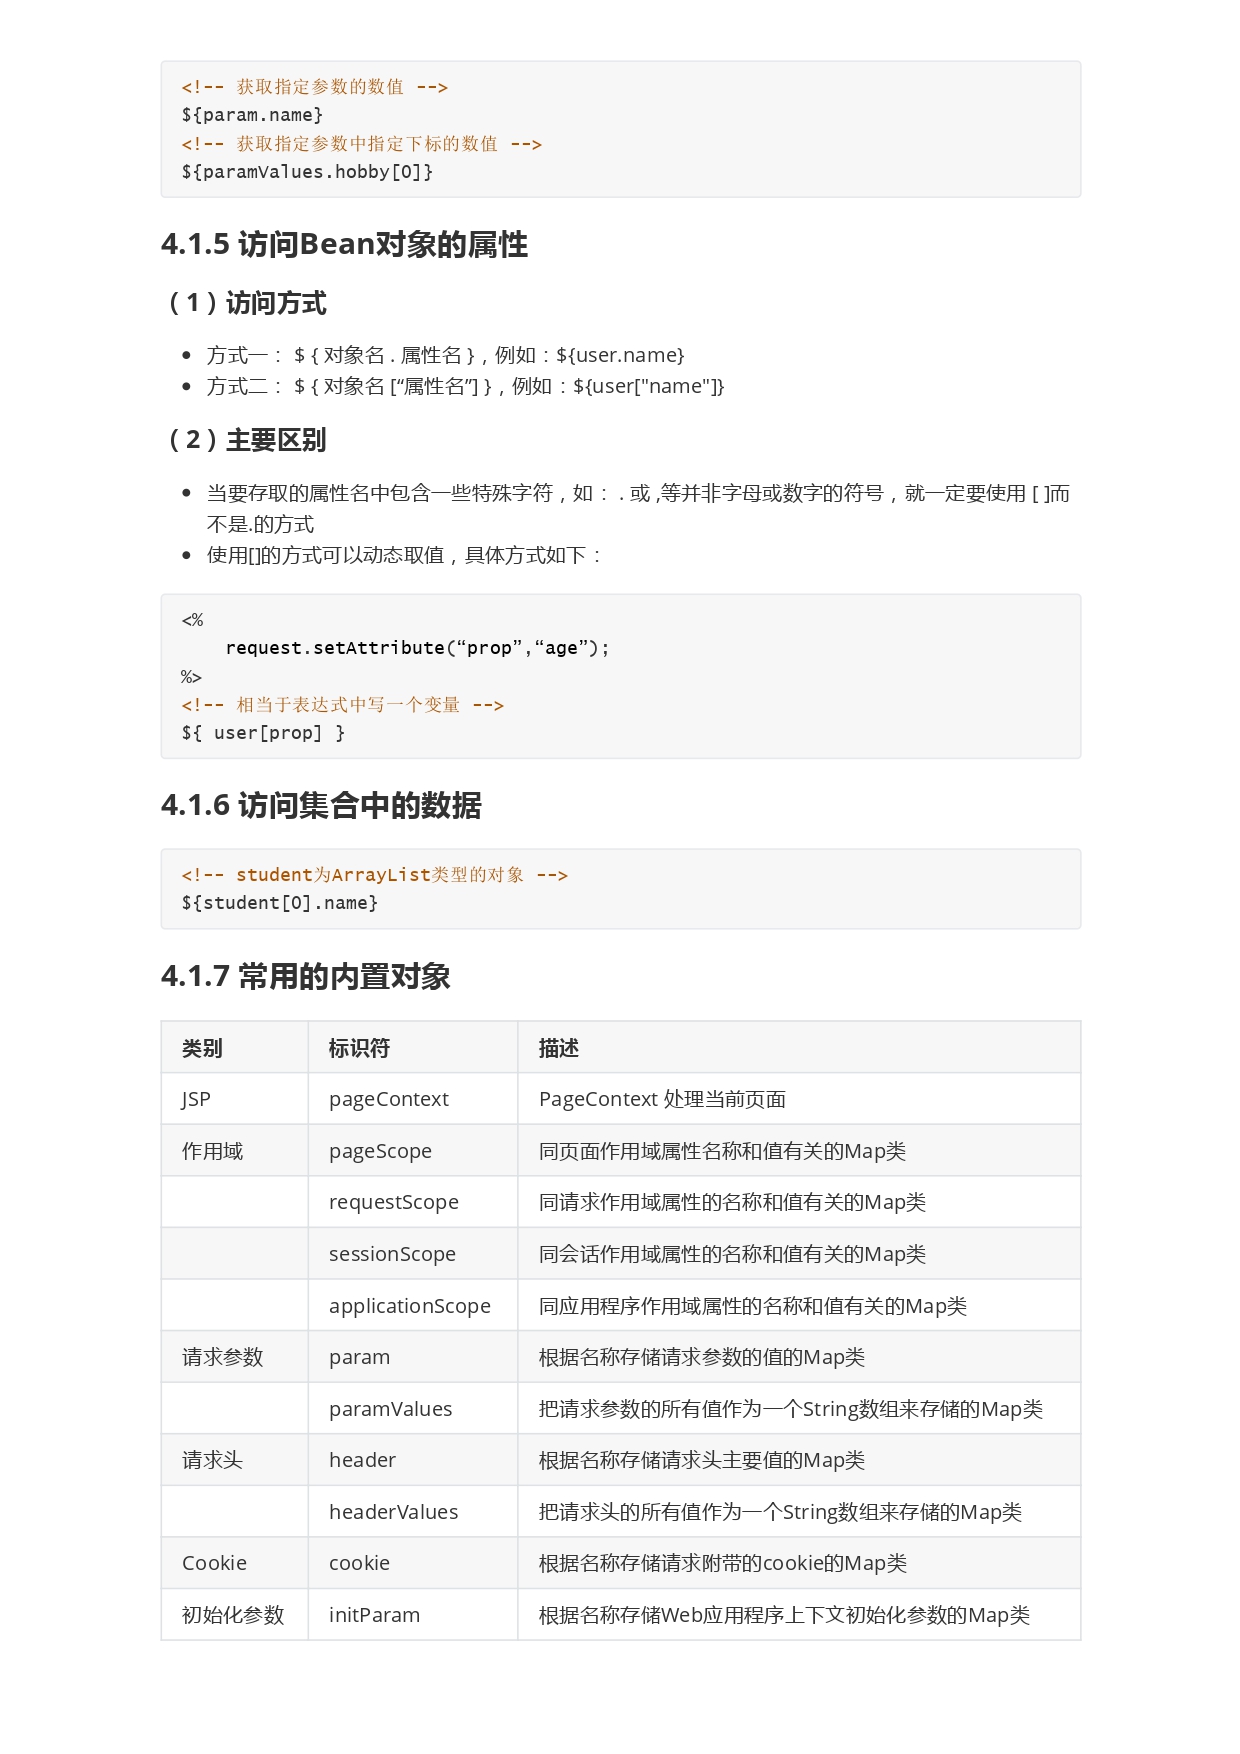 <!-- 获取指定参数的数值 -->
${param.name}
<!-- 获取指定参数中指定下标的数值 -->
${paramValues.hobby[0]}
4.1.5 访问Bean对象的属性
（1）访问方式
● 方式一： $ { 对象名 . 属性名 }，例如：${user.name}
● 方式二： $ { 对象名 [“属性名”] }，例如：${user["name"]}
（2）主要区别
● 当要存取的属性名中包含一些特殊字符，如： . 或 ,等并非字母或数字的符号，就一定要使用 [ ]而
不是.的方式
● 使用[]的方式可以动态取值，具体方式如下：
<%
    request.setAttribute(“prop”,“age”);
%>
<!-- 相当于表达式中写一个变量 -->
${ user[prop] }
4.1.6 访问集合中的数据
<!-- student为ArrayList类型的对象 -->
${student[0].name}
4.1.7 常用的内置对象
类别 标识符 描述
JSP pageContext PageContext 处理当前页面
作用域 pageScope 同页面作用域属性名称和值有关的Map类
requestScope 同请求作用域属性的名称和值有关的Map类
sessionScope 同会话作用域属性的名称和值有关的Map类
applicationScope 同应用程序作用域属性的名称和值有关的Map类
请求参数 param 根据名称存储请求参数的值的Map类
paramValues 把请求参数的所有值作为一个String数组来存储的Map类
请求头 header 根据名称存储请求头主要值的Map类
headerValues 把请求头的所有值作为一个String数组来存储的Map类
Cookie cookie 根据名称存储请求附带的cookie的Map类
初始化参数 initParam 根据名称存储Web应用程序上下文初始化参数的Map类